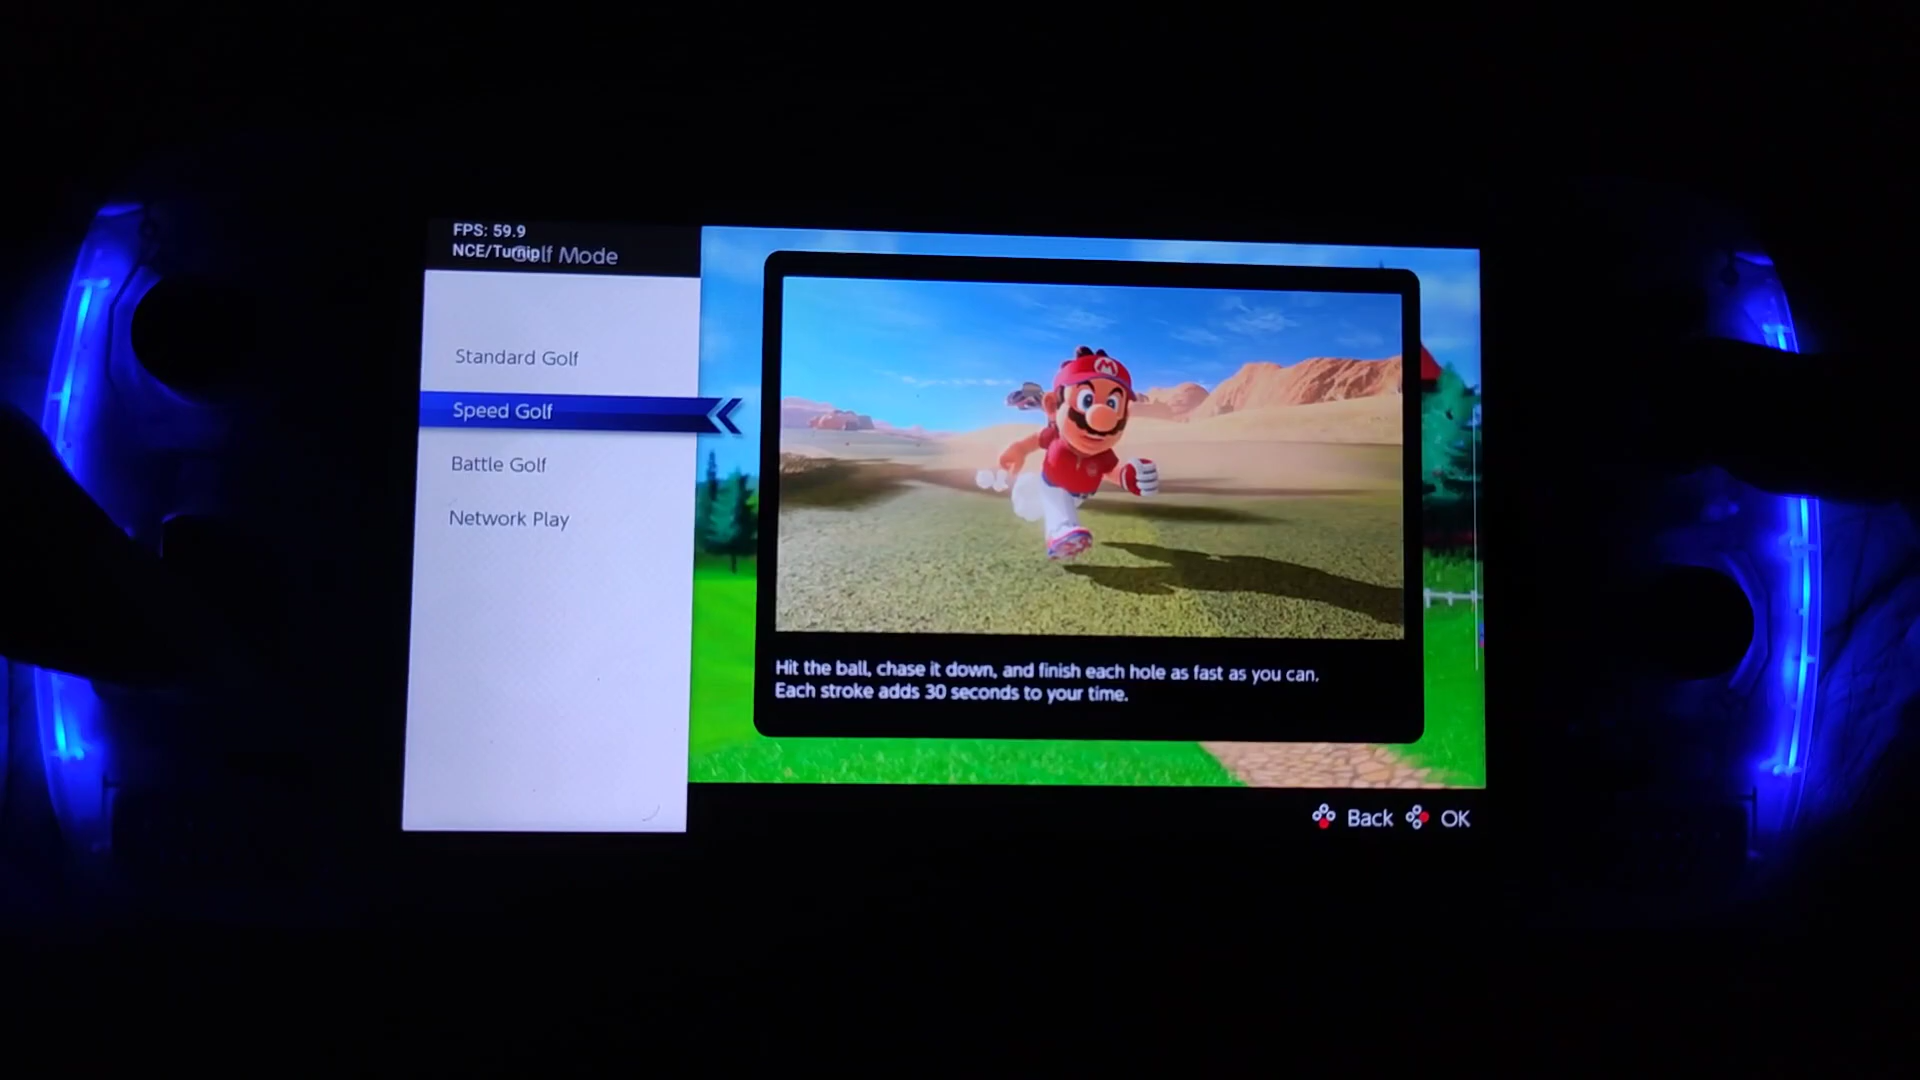 FPS: 59.9
NCE/Turnip
Golf Mode
Standard Golf
Speed Golf
Battle Golf
Network Play
M
Hit the ball, chase it down, and finish each hole as fast as you can.
Each stroke adds 30 seconds to your time.
Back OK